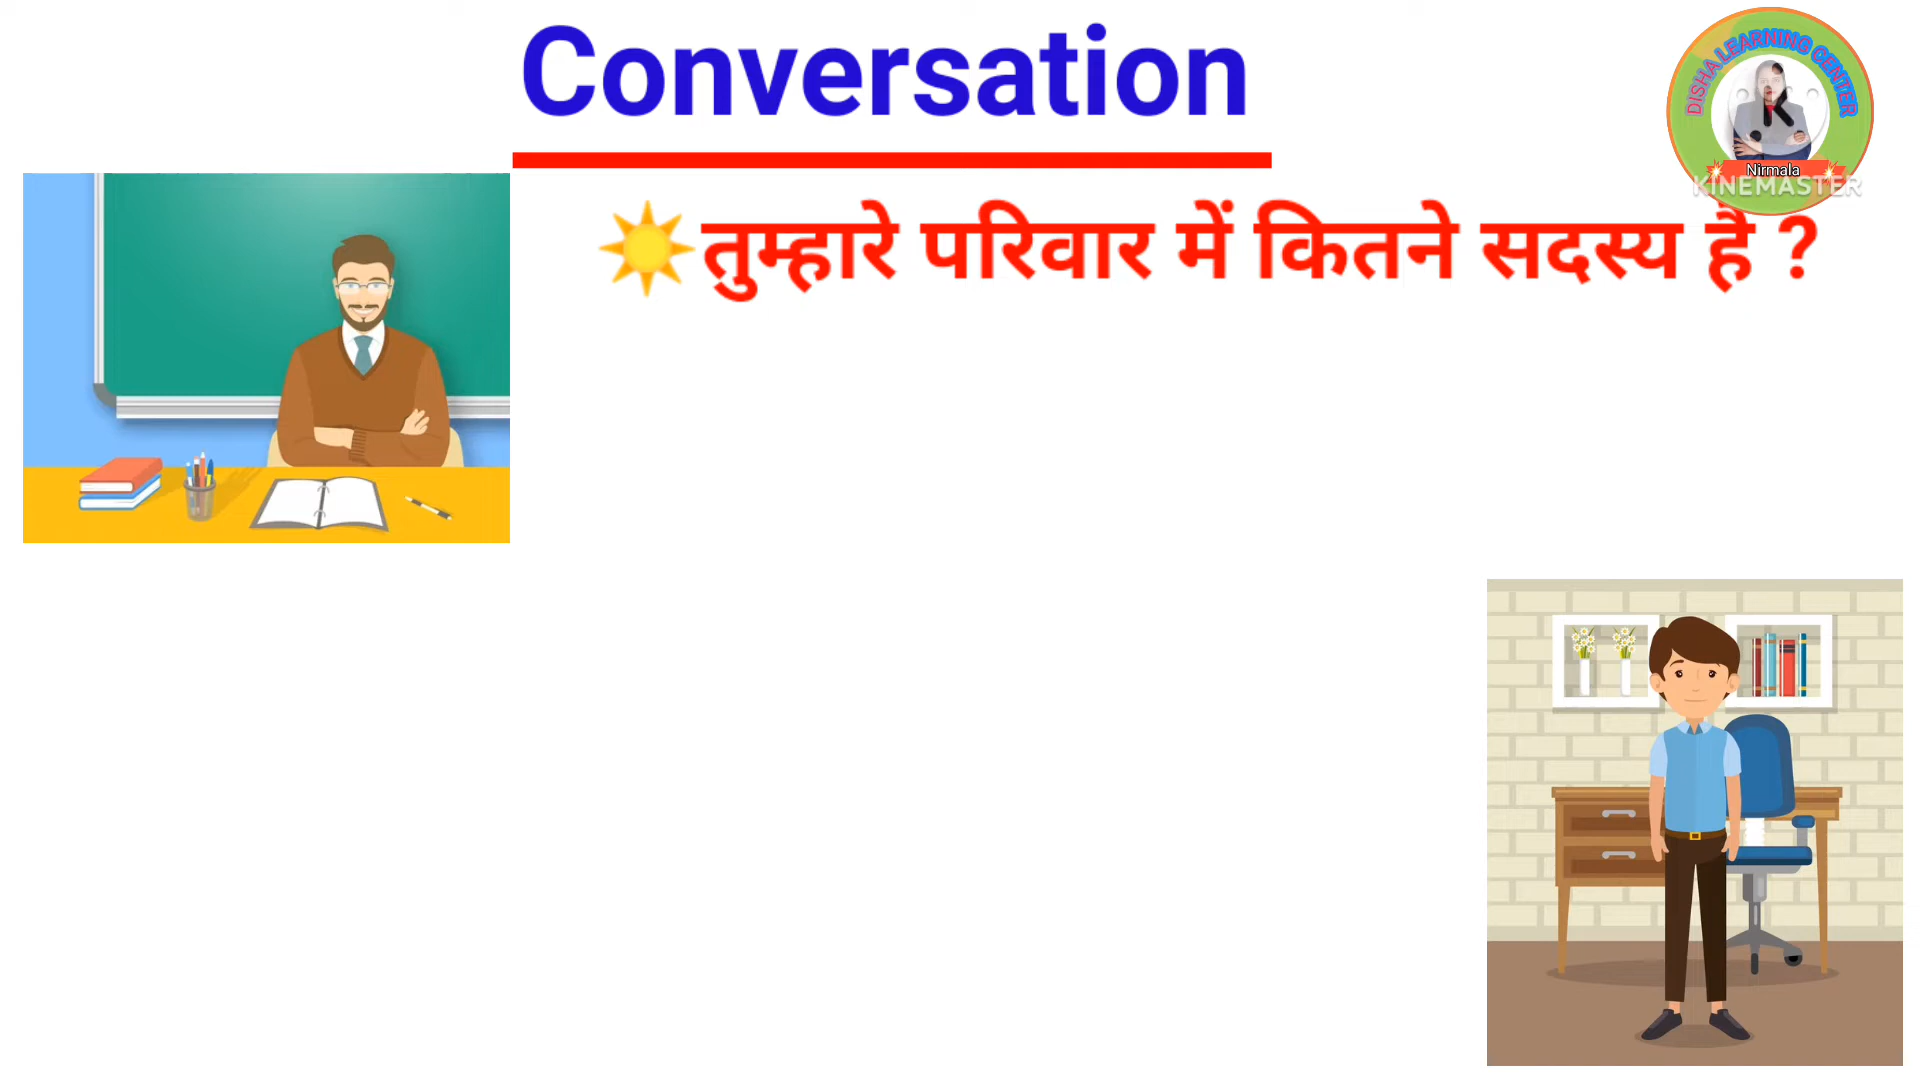 Conversation
DISHA LEARNING CENTER
K
Nirmala
KINEMASTER
☀️तुम्हारे परिवार में कितने सदस्य है ?